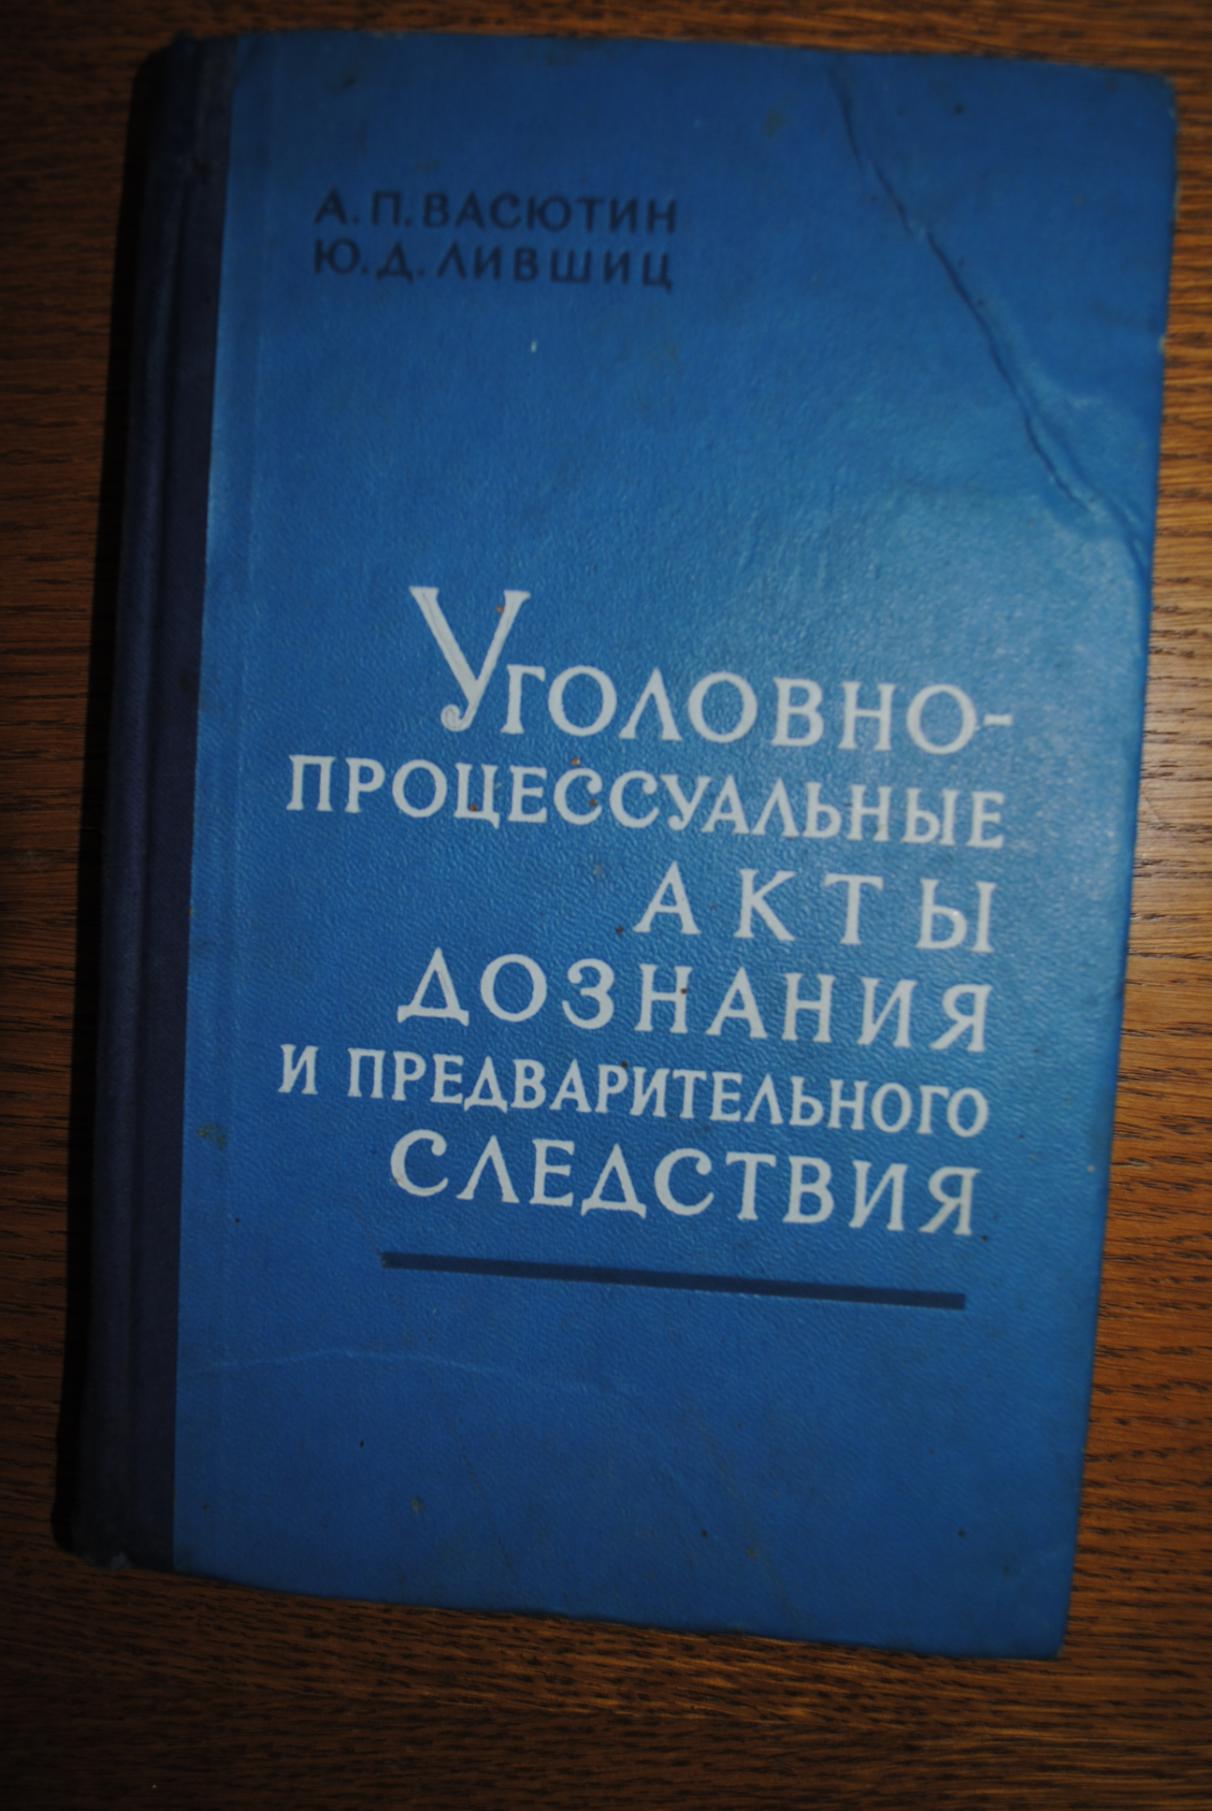 А. П. ВАСЮТИН
Ю. Д. ЛИВШИЦ
УГОЛОВНО-
ПРОЦЕССУАЛЬНЫЕ
АКТЫ
ДОЗНАНИЯ
И ПРЕДВАРИТЕЛЬНОГО
СЛЕДСТВИЯ